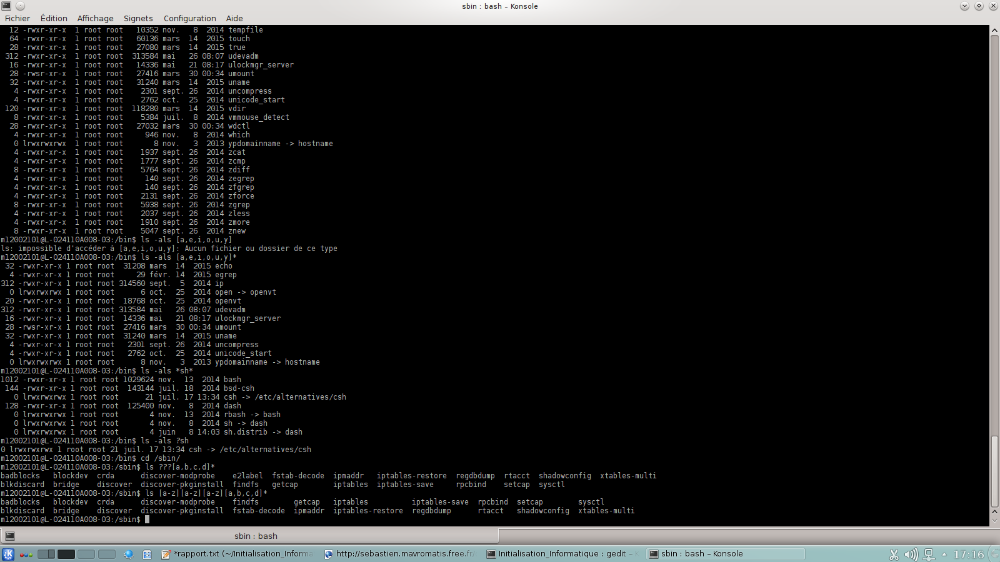 sbin : bash – Konsole
Fichier Édition Affichage Signets Configuration Aide
12 -rwxr-xr-x 1 root root 10352 nov. 8 2014 tempfile
64 -rwxr-xr-x 1 root root 60136 mars 14 2015 touch
28 -rwxr-xr-x 1 root root 27080 mars 14 2015 true
312 -rwxr-xr-x 1 root root 313584 mai 26 08:07 udevadm
16 -rwxr-xr-x 1 root root 14336 mai 21 08:17 ulockmgr_server
28 -rwsr-xr-x 1 root root 27416 mars 30 00:34 umount
32 -rwxr-xr-x 1 root root 31240 mars 14 2015 uname
4 -rwxr-xr-x 1 root root 2301 sept. 26 2014 uncompress
4 -rwxr-xr-x 1 root root 2762 oct. 25 2014 unicode_start
120 -rwxr-xr-x 1 root root 118280 mars 14 2015 vdir
8 -rwxr-xr-x 1 root root 5384 juil. 8 2014 vmmouse_detect
28 -rwxr-xr-x 1 root root 27032 mars 30 00:34 wdctl
4 -rwxr-xr-x 1 root root 946 nov. 8 2014 which
0 lrwxrwxrwx 1 root root 8 nov. 3 2013 ypdomainname -> hostname
4 -rwxr-xr-x 1 root root 1937 sept. 26 2014 zcat
4 -rwxr-xr-x 1 root root 1777 sept. 26 2014 zcmp
8 -rwxr-xr-x 1 root root 5764 sept. 26 2014 zdiff
4 -rwxr-xr-x 1 root root 140 sept. 26 2014 zegrep
4 -rwxr-xr-x 1 root root 140 sept. 26 2014 zfgrep
4 -rwxr-xr-x 1 root root 2131 sept. 26 2014 zforce
8 -rwxr-xr-x 1 root root 5938 sept. 26 2014 zgrep
4 -rwxr-xr-x 1 root root 2037 sept. 26 2014 zless
4 -rwxr-xr-x 1 root root 1910 sept. 26 2014 zmore
8 -rwxr-xr-x 1 root root 5047 sept. 26 2014 znew
m12002101@L-024110A008-03:/bin$ ls -als [a,e,i,o,u,y]
ls: impossible d'accéder à [a,e,i,o,u,y]: Aucun fichier ou dossier de ce type
m12002101@L-024110A008-03:/bin$ ls -als [a,e,i,o,u,y]*
32 -rwxr-xr-x 1 root root 31208 mars 14 2015 echo
4 -rwxr-xr-x 1 root root 29 févr. 14 2015 egrep
312 -rwxr-xr-x 1 root root 314560 sept. 5 2014 ip
0 lrwxrwxrwx 1 root root 6 oct. 25 2014 open -> openvt
20 -rwxr-xr-x 1 root root 18768 oct. 25 2014 openvt
312 -rwxr-xr-x 1 root root 313584 mai 26 08:07 udevadm
16 -rwxr-xr-x 1 root root 14336 mai 21 08:17 ulockmgr_server
28 -rwsr-xr-x 1 root root 27416 mars 30 00:34 umount
32 -rwxr-xr-x 1 root root 31240 mars 14 2015 uname
4 -rwxr-xr-x 1 root root 2301 sept. 26 2014 uncompress
4 -rwxr-xr-x 1 root root 2762 oct. 25 2014 unicode_start
0 lrwxrwxrwx 1 root root 8 nov. 3 2013 ypdomainname -> hostname
m12002101@L-024110A008-03:/bin$ ls -als *sh*
1012 -rwxr-xr-x 1 root root 1029624 nov. 13 2014 bash
144 -rwxr-xr-x 1 root root 143144 juil. 18 2014 bsd-csh
0 lrwxrwxrwx 1 root root 21 juil. 17 13:34 csh -> /etc/alternatives/csh
128 -rwxr-xr-x 1 root root 125400 nov. 8 2014 dash
0 lrwxrwxrwx 1 root root 4 nov. 13 2014 rbash -> bash
0 lrwxrwxrwx 1 root root 4 nov. 8 2014 sh -> dash
0 lrwxrwxrwx 1 root root 4 juin 8 14:03 sh.distrib -> dash
m12002101@L-024110A008-03:/bin$ ls -als ?sh
0 lrwxrwxrwx 1 root root 21 juil. 17 13:34 csh -> /etc/alternatives/csh
m12002101@L-024110A008-03:/bin$ cd /sbin/
m12002101@L-024110A008-03:/sbin$ ls ???[a,b,c,d]*
badblocks blockdev crda discover-modprobe e2label fstab-decode ipmaddr iptables-restore regdbdump rtacct shadowconfig xtables-multi
blkdiscard bridge discover discover-pkginstall findfs getcap iptables iptables-save rpcbind setcap sysctl
m12002101@L-024110A008-03:/sbin$ ls [a-z][a-z][a-z][a,b,c,d]*
badblocks blockdev crda discover-modprobe findfs getcap iptables iptables-save rpcbind setcap sysctl
blkdiscard bridge discover discover-pkginstall fstab-decode ipmaddr iptables-restore regdbdump rtacct shadowconfig xtables-multi
m12002101@L-024110A008-03:/sbin$
sbin : bash
*rapport.txt (~/Initialisation_Informa http://sebastien.mavromatis.free.fr/ Initialisation_Informatique : gedit – sbin : bash – Konsole 17:16